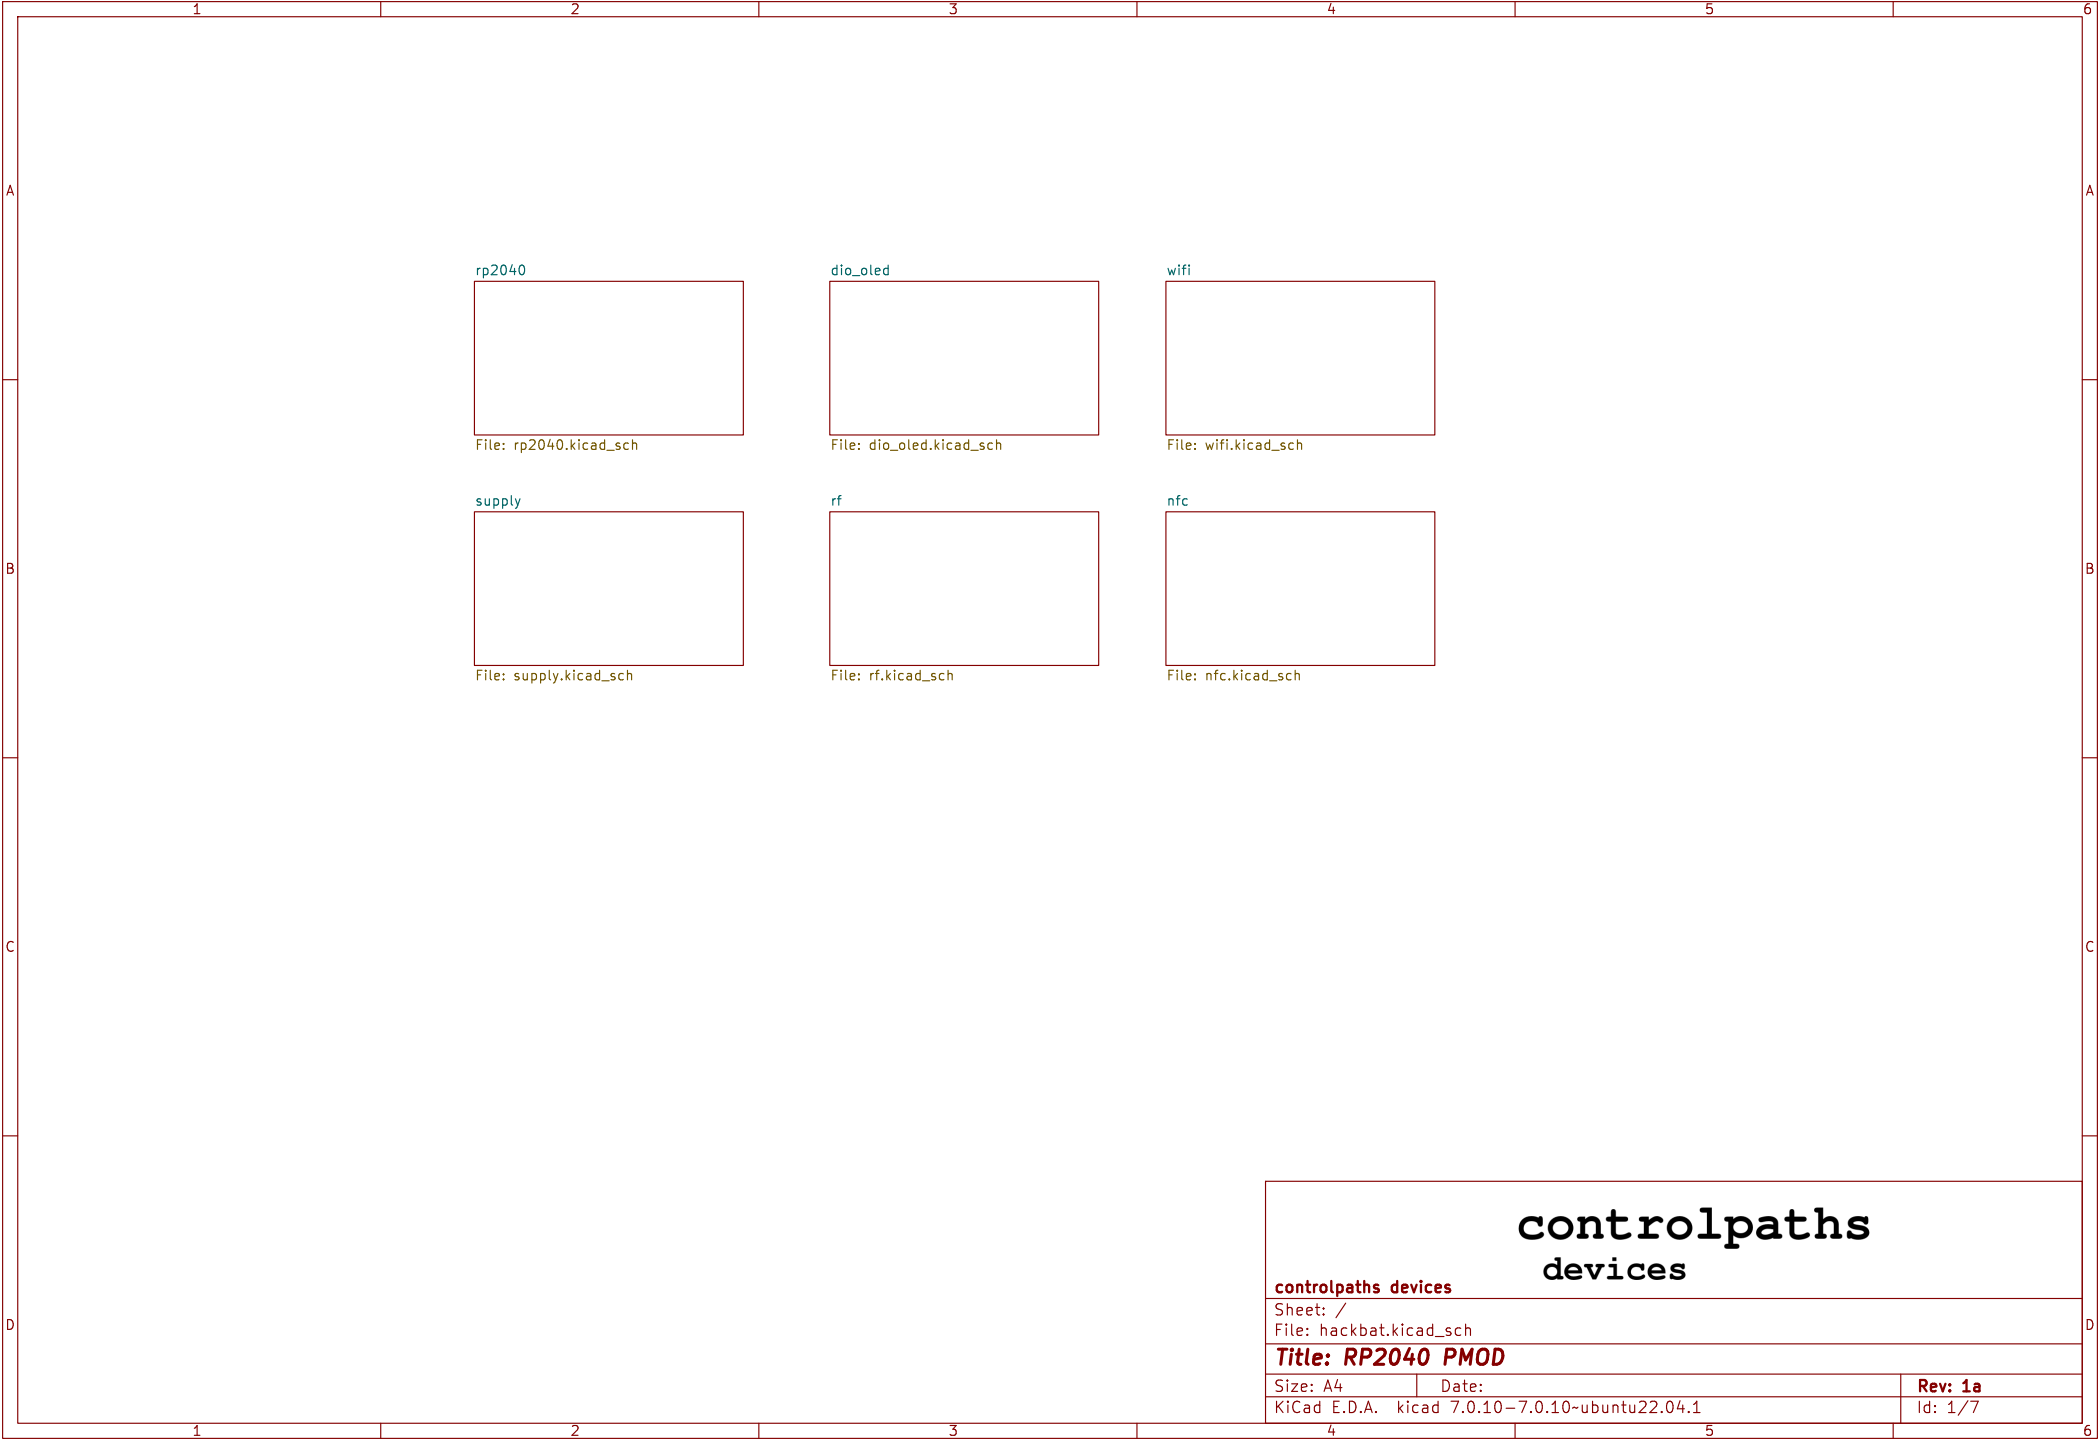 1 2 3 4 5 6
A A
rp2040 dio_oled wifi
File: rp2040.kicad_sch File: dio_oled.kicad_sch File: wifi.kicad_sch
supply rf nfc
B B
File: supply.kicad_sch File: rf.kicad_sch File: nfc.kicad_sch
C C
controlpaths
devices
controlpaths devices
Sheet: /
D D
File: hackbat.kicad_sch
Title: RP2040 PMOD
Size: A4 Date: Rev: 1a
KiCad E.D.A. kicad 7.0.10-7.0.10~ubuntu22.04.1 Id: 1/7
1 2 3 4 5 6